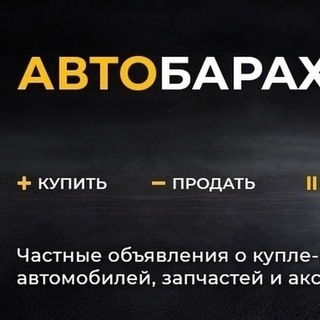 АВТОБАРАХ
+ КУПИТЬ − ПРОДАТЬ
Частные объявления о купле-
автомобилей, запчастей и акс